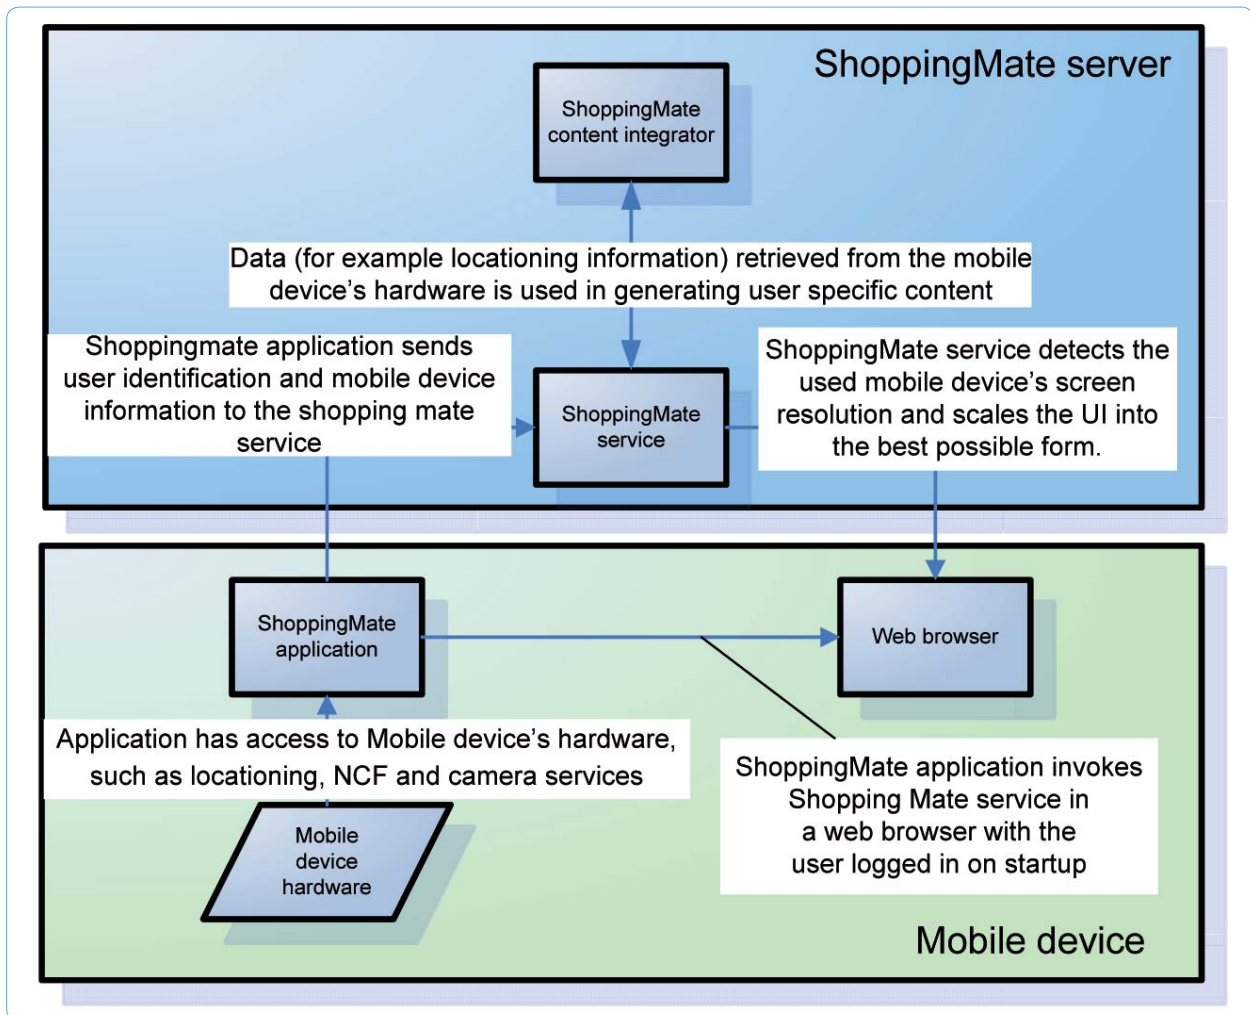 ShoppingMate server
ShoppingMate
content integrator
Data (for example locationing information) retrieved from the mobile
device's hardware is used in generating user specific content
Shoppingmate application sends
user identification and mobile device
information to the shopping mate
service
ShoppingMate
service
ShoppingMate service detects the
used mobile device's screen
resolution and scales the UI into
the best possible form.
ShoppingMate
application
Web browser
Application has access to Mobile device's hardware,
such as locationing, NCF and camera services
ShoppingMate application invokes
Shopping Mate service in
a web browser with the
user logged in on startup
Mobile
device
hardware
Mobile device